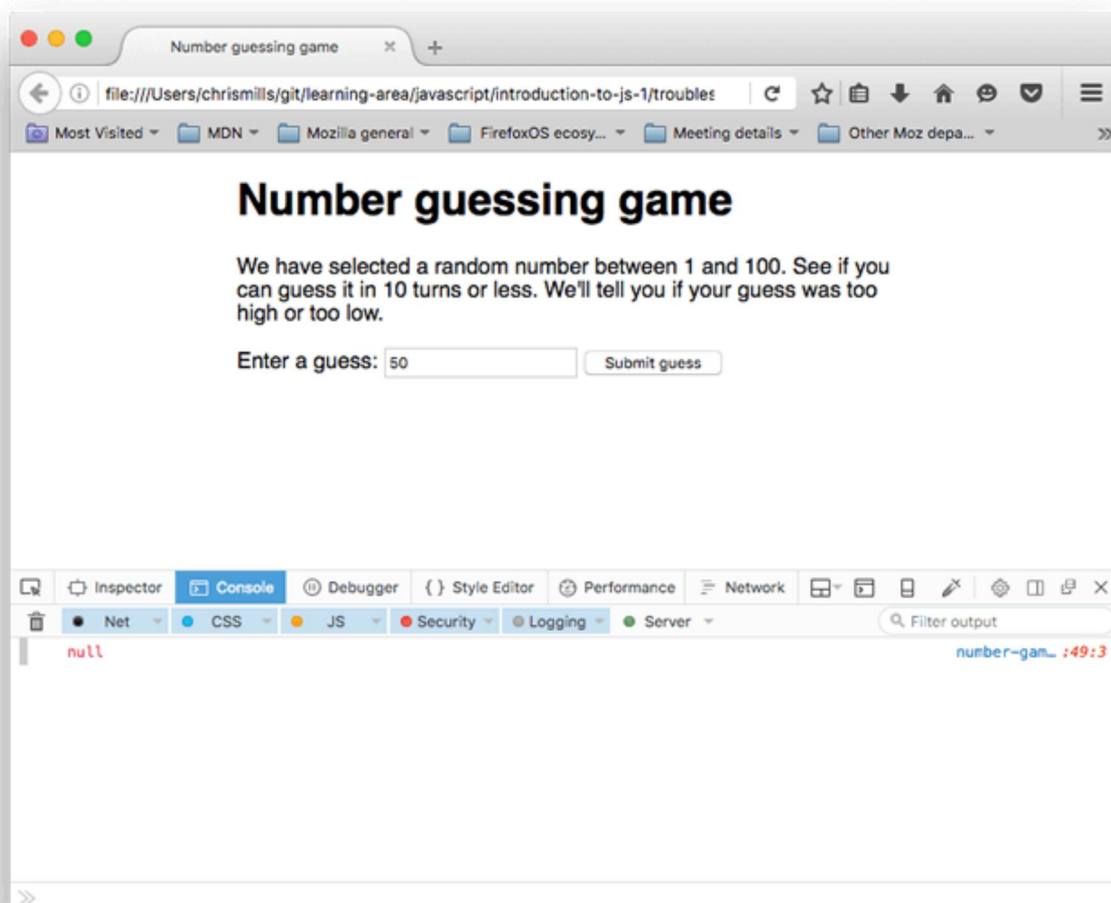 Number guessing game
file:///Users/chrismills/git/learning-area/javascript/introduction-to-js-1/troubles
Most Visited MDN Mozilla general FirefoxOS ecosy... Meeting details Other Moz depa...
Number guessing game
We have selected a random number between 1 and 100. See if you
can guess it in 10 turns or less. We'll tell you if your guess was too
high or too low.
Enter a guess: 50 Submit guess
Inspector Console Debugger { } Style Editor Performance Network
Net CSS JS Security Logging Server Filter output
null number-gam… :49:3